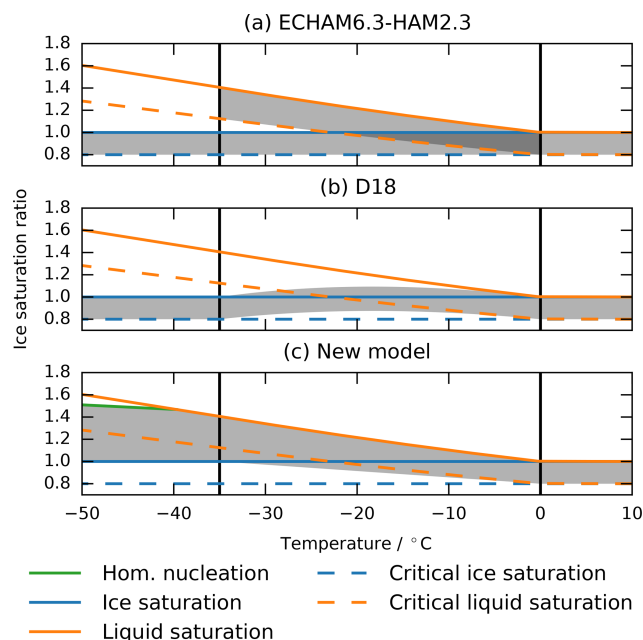 (a) ECHAM6.3-HAM2.3
1.8
1.6
1.4
1.2
1.0
0.8
(b) D18
1.8
1.6
1.4
1.2
1.0
0.8
Ice saturation ratio
(c) New model
1.8
1.6
1.4
1.2
1.0
0.8
−50 −40 −30 −20 −10 0 10
Temperature / °C
Hom. nucleation
Ice saturation
Liquid saturation
Critical ice saturation
Critical liquid saturation